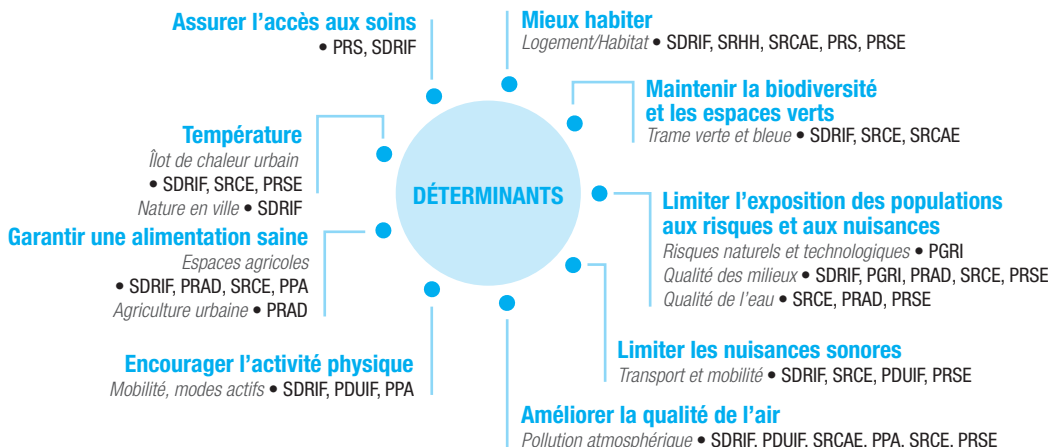 Assurer l'accès aux soins
• PRS, SDRIF
Mieux habiter
Logement/Habitat • SDRIF, SRHH, SRCAE, PRS, PRSE
Maintenir la biodiversité
et les espaces verts
Trame verte et bleue • SDRIF, SRCE, SRCAE
Température
Îlot de chaleur urbain
• SDRIF, SRCE, PRSE
Nature en ville • SDRIF
DÉTERMINANTS
Limiter l'exposition des populations
aux risques et aux nuisances
Risques naturels et technologiques • PGRI
Qualité des milieux • SDRIF, PGRI, PRAD, SRCE, PRSE
Qualité de l'eau • SRCE, PRAD, PRSE
Garantir une alimentation saine
Espaces agricoles
• SDRIF, PRAD, SRCE, PPA
Agriculture urbaine • PRAD
Limiter les nuisances sonores
Transport et mobilité • SDRIF, SRCE, PDUIF, PRSE
Encourager l'activité physique
Mobilité, modes actifs • SDRIF, PDUIF, PPA
Améliorer la qualité de l'air
Pollution atmosphérique • SDRIF, PDUIF, SRCAE, PPA, SRCE, PRSE